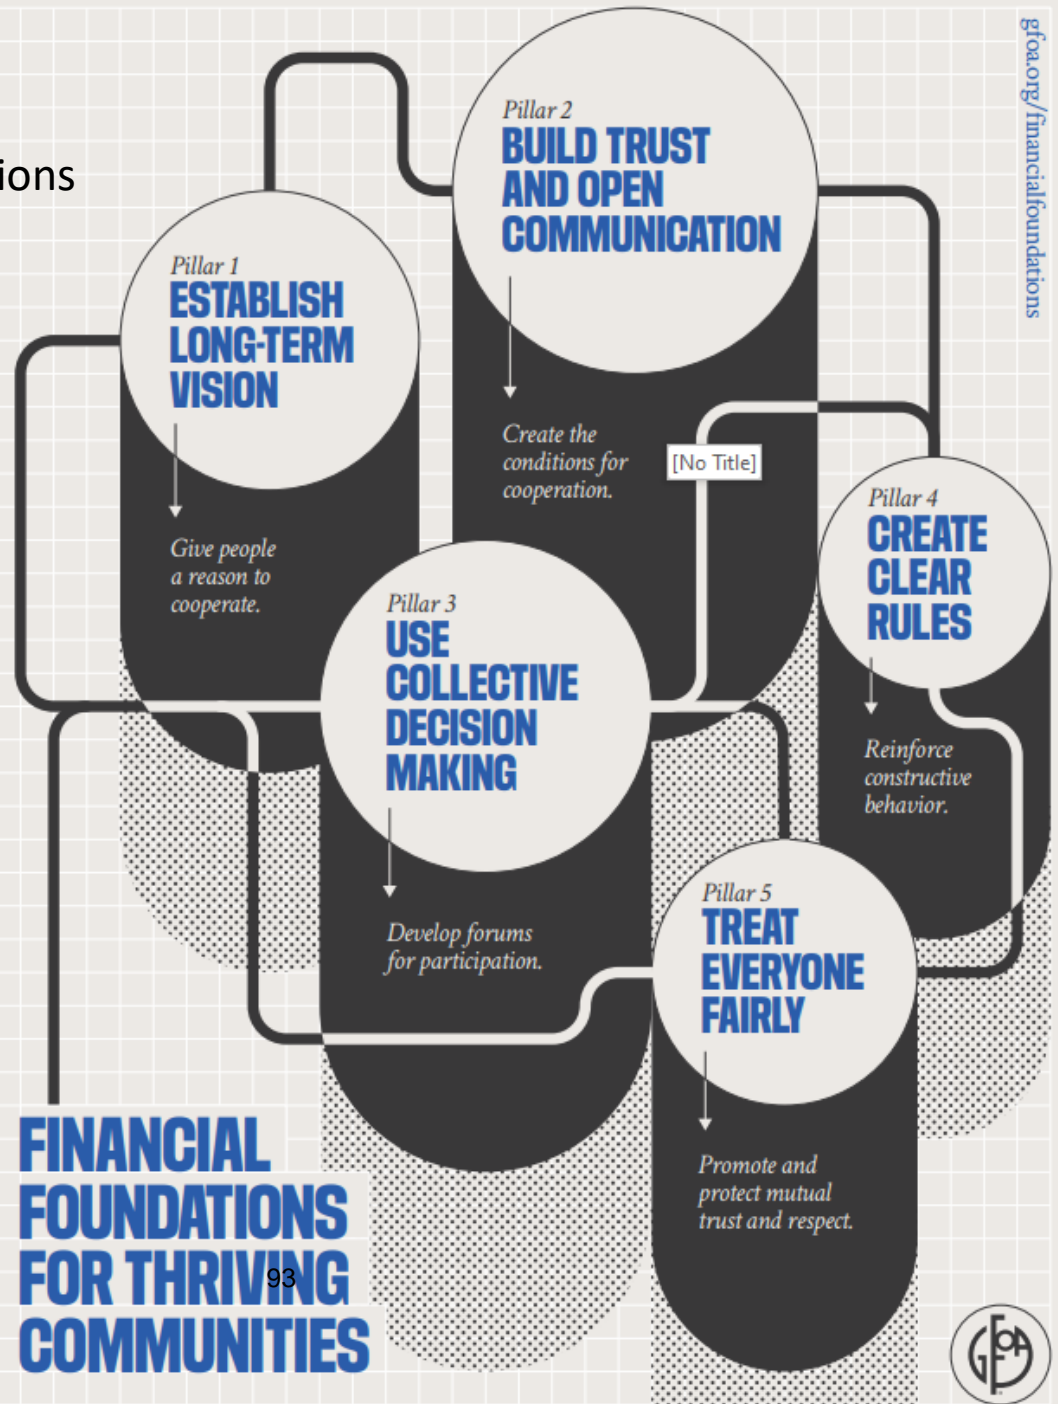 ions
gfoa.org/financialfoundations
Pillar 1
ESTABLISH
LONG-TERM
VISION
Give people
a reason to
cooperate.
Pillar 2
BUILD TRUST
AND OPEN
COMMUNICATION
Create the
conditions for
cooperation.
[No Title]
Pillar 3
USE
COLLECTIVE
DECISION
MAKING
Develop forums
for participation.
Pillar 4
CREATE
CLEAR
RULES
Reinforce
constructive
behavior.
Pillar 5
TREAT
EVERYONE
FAIRLY
Promote and
protect mutual
trust and respect.
FINANCIAL
FOUNDATIONS
FOR THRIVING
93
COMMUNITIES
GFOA